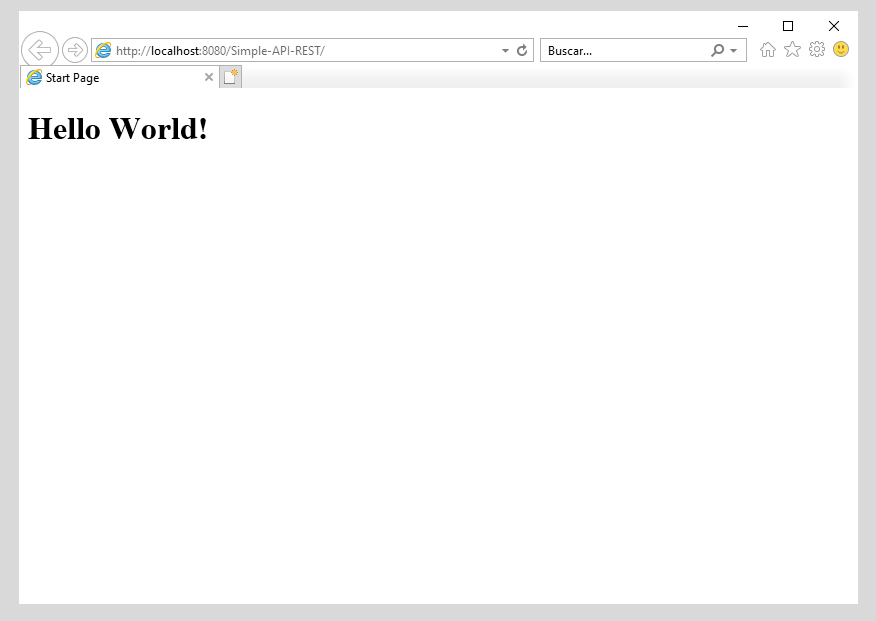 http://localhost:8080/Simple-API-REST/
Buscar...
Start Page
Hello World!